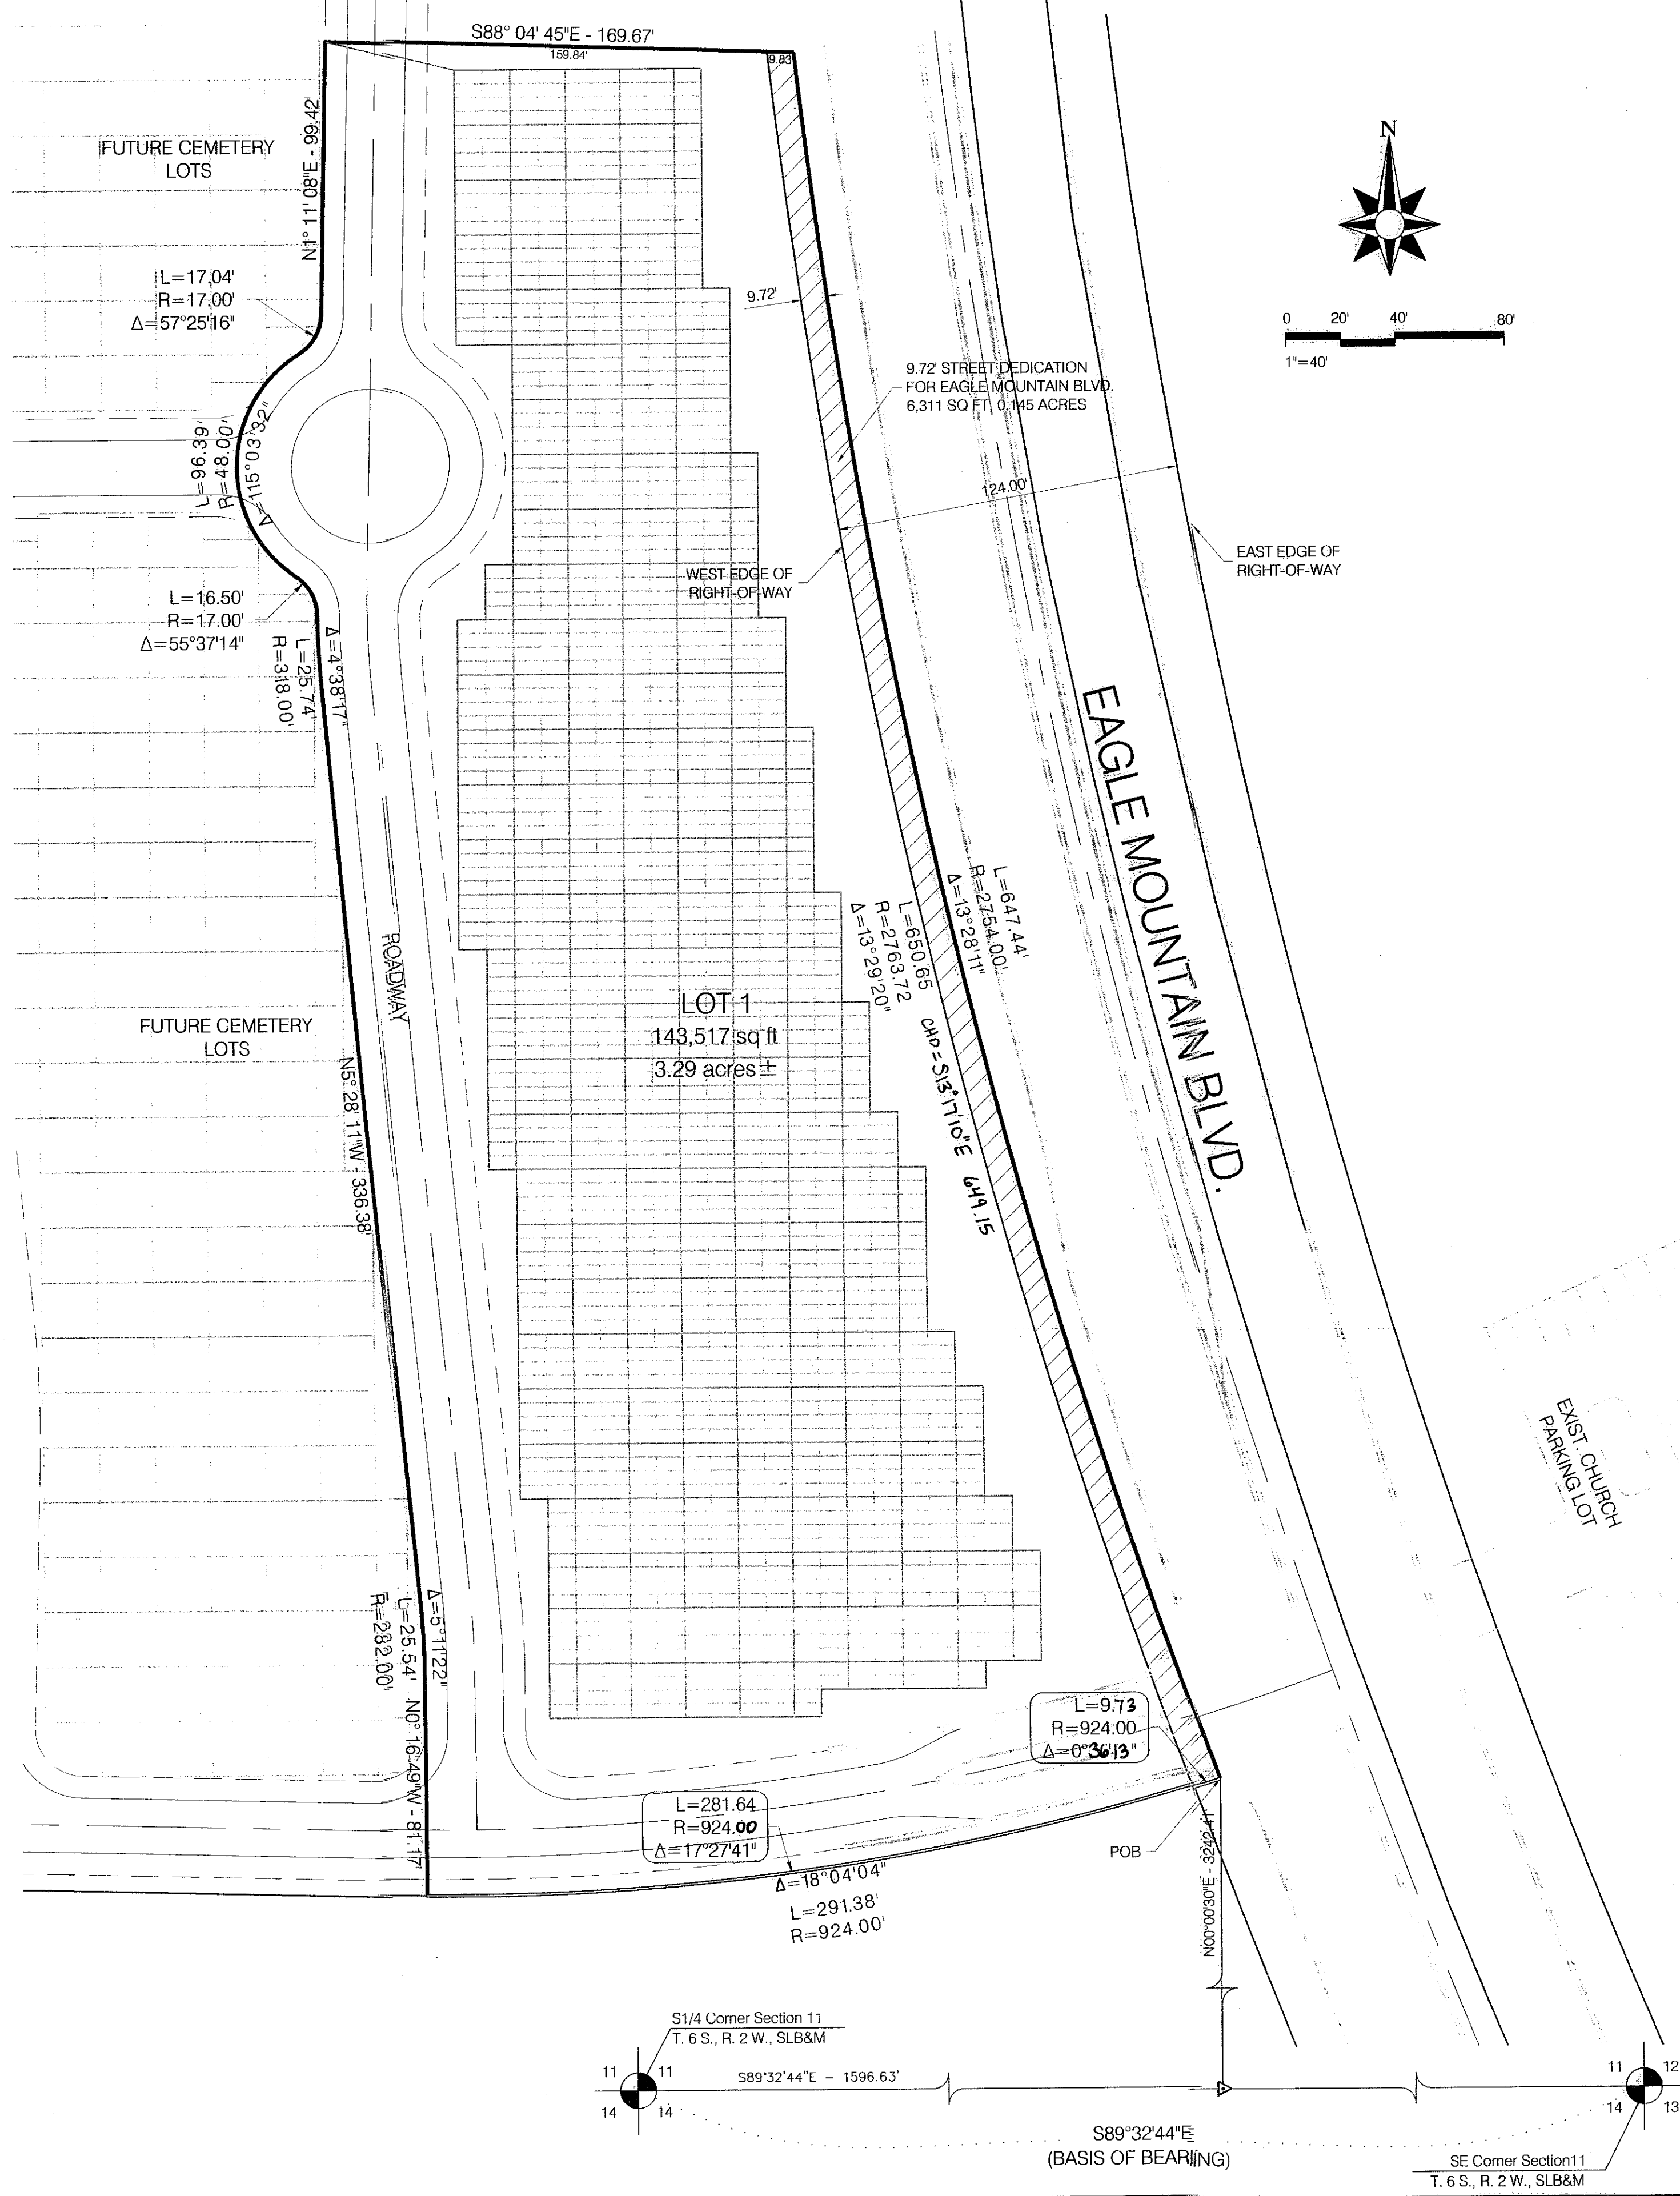 S88° 04' 45"E - 169.67'
159.84'
9.83'
N1° 11' 08"E - 99.42'
FUTURE CEMETERY
LOTS
L=17.04'
R=17.00'
Δ=57°25'16"
L=96.39'
R=48.00'
Δ=115°03'32"
L=16.50'
R=17.00'
Δ=55°37'14"
Δ=4°38'17"
L=25.74'
R=318.00'
N
0 20' 40' 80'
1"=40'
9.72'
9.72' STREET DEDICATION
FOR EAGLE MOUNTAIN BLVD.
6,311 SQ FT, 0.145 ACRES
124.00'
WEST EDGE OF
RIGHT-OF-WAY
EAST EDGE OF
RIGHT-OF-WAY
EAGLE MOUNTAIN BLVD.
L=647.44'
R=2754.00'
Δ=13°28'11"
L=650.65
R=2763.72
Δ=13°29'20"
CHD = S13°17'10"E 649.15
ROADWAY
LOT 1
143,517 sq ft
3.29 acres±
FUTURE CEMETERY
LOTS
N5° 28' 11"W - 336.38'
EXIST. CHURCH
PARKING LOT
Δ=5°11'22"
L=25.54'
R=282.00'
N0° 16' 49"W - 81.17'
L=9.73
R=924.00
Δ=0°36'13"
L=281.64
R=924.00
Δ=17°27'41"
Δ=18°04'04"
L=291.38'
R=924.00'
POB
N00°00'30"E - 3242.41'
S1/4 Corner Section 11
T. 6 S., R. 2 W., SLB&M
11 11
14 14
S89°32'44"E - 1596.63'
11 12
14 13
S89°32'44"E
(BASIS OF BEARING)
SE Corner Section11
T. 6 S., R. 2 W., SLB&M